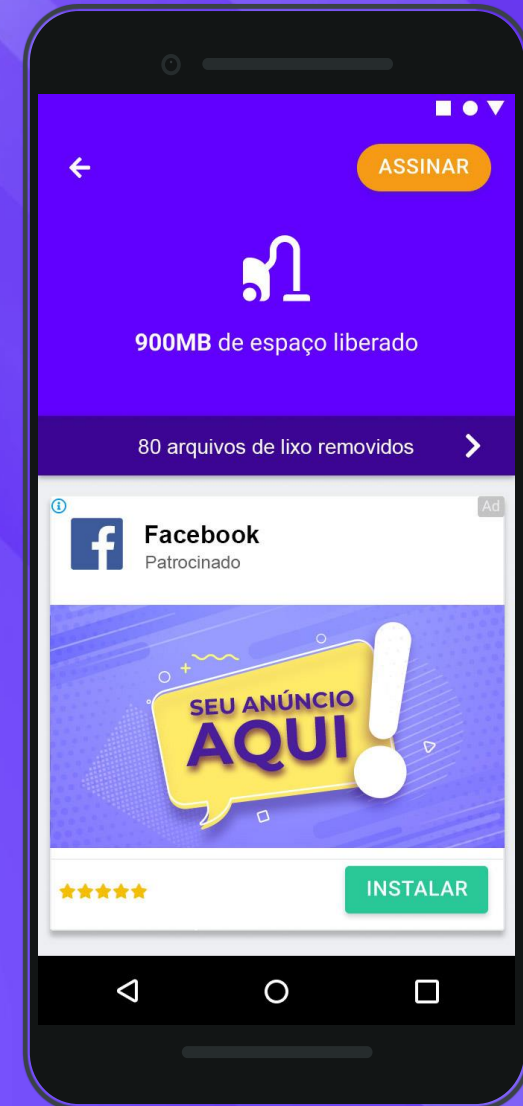 ASSINAR
900MB de espaço liberado
80 arquivos de lixo removidos
Ad
Facebook
Patrocinado
SEU ANÚNCIO
AQUI!
INSTALAR